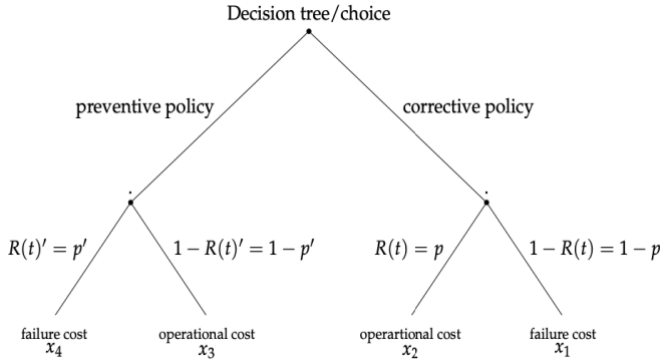 Decision tree/choice
preventive policy
corrective policy
R(t)′ = p′
1 − R(t)′ = 1 − p′
R(t) = p
1 − R(t) = 1 − p
failure cost
x₄
operational cost
x₃
operartional cost
x₂
failure cost
x₁